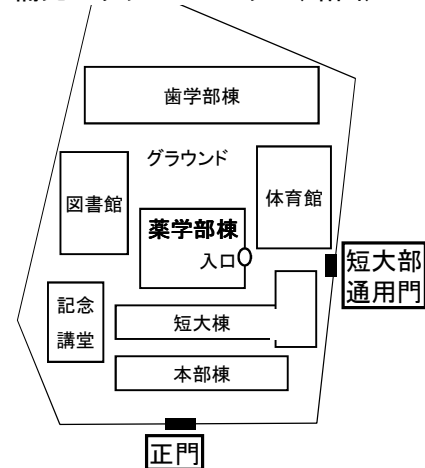 歯学部棟
グラウンド
図書館
体育館
薬学部棟
入口
短大部
通用門
記念
講堂
短大棟
本部棟
正門